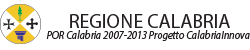 REGIONE CALABRIA
POR Calabria 2007-2013 Progetto CalabriaInnova